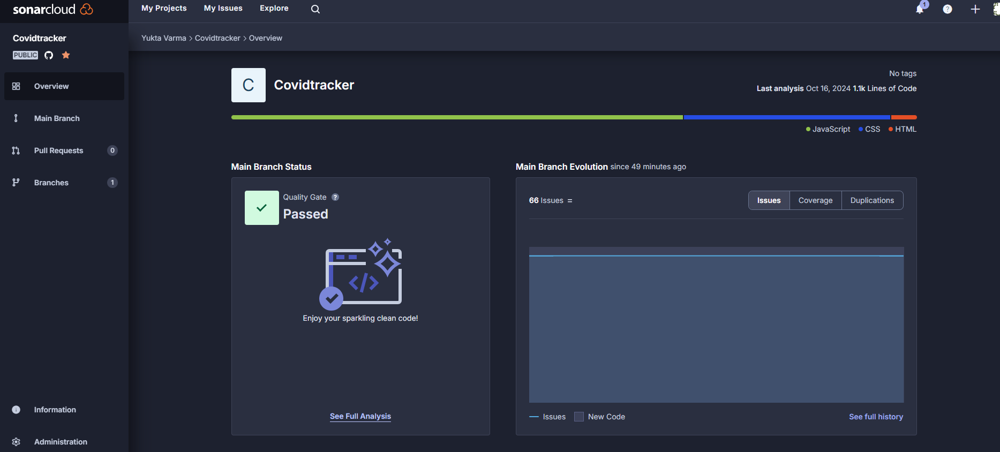 sonarcloud
My Projects My Issues Explore
1
?
Covidtracker
PUBLIC
Overview
Main Branch
Pull Requests 0
Branches 1
Information
Administration
Yukta Varma > Covidtracker > Overview
C
Covidtracker
No tags
Last analysis Oct 16, 2024 1.1k Lines of Code
JavaScript CSS HTML
Main Branch Status
Quality Gate ?
Passed
</>
Enjoy your sparkling clean code!
See Full Analysis
Main Branch Evolution since 49 minutes ago
66 Issues =
Issues Coverage Duplications
Issues New Code
See full history